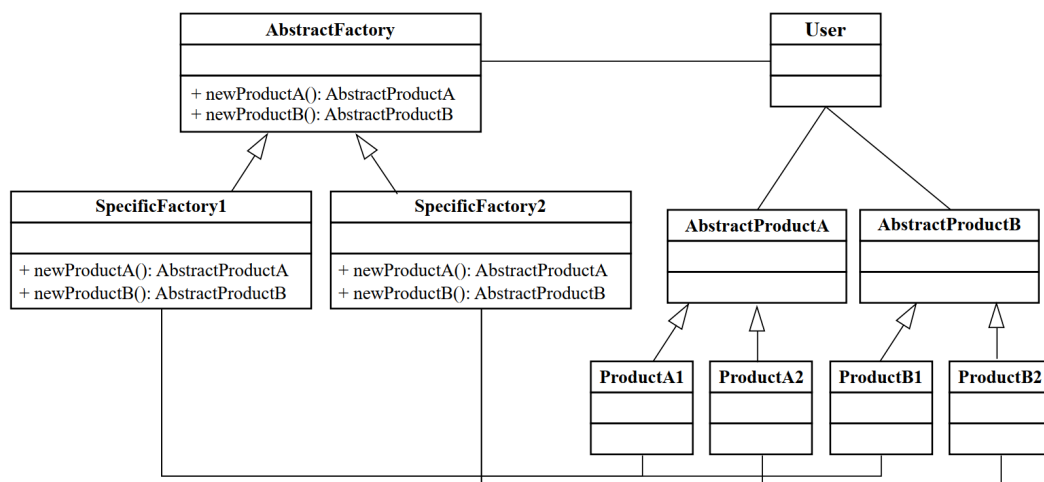 AbstractFactory
+ newProductA(): AbstractProductA
+ newProductB(): AbstractProductB
User
SpecificFactory1
+ newProductA(): AbstractProductA
+ newProductB(): AbstractProductB
SpecificFactory2
+ newProductA(): AbstractProductA
+ newProductB(): AbstractProductB
AbstractProductA
AbstractProductB
ProductA1
ProductA2
ProductB1
ProductB2